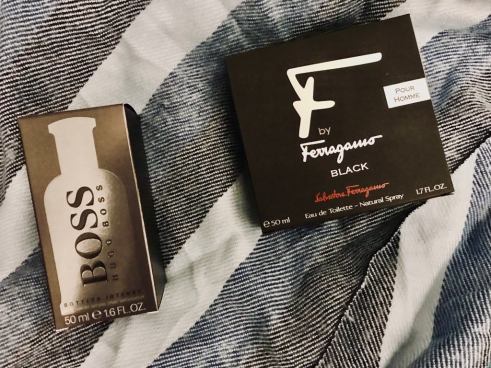 BOSS
HUGO BOSS
BOTTLED INTENSE
50 ml e 1.6 FL.OZ.
F
by
Ferragamo
BLACK
POUR
HOMME
Salvatore Ferragamo
e 50 ml
Eau de Toilette - Natural Spray
1.7 FL.OZ.